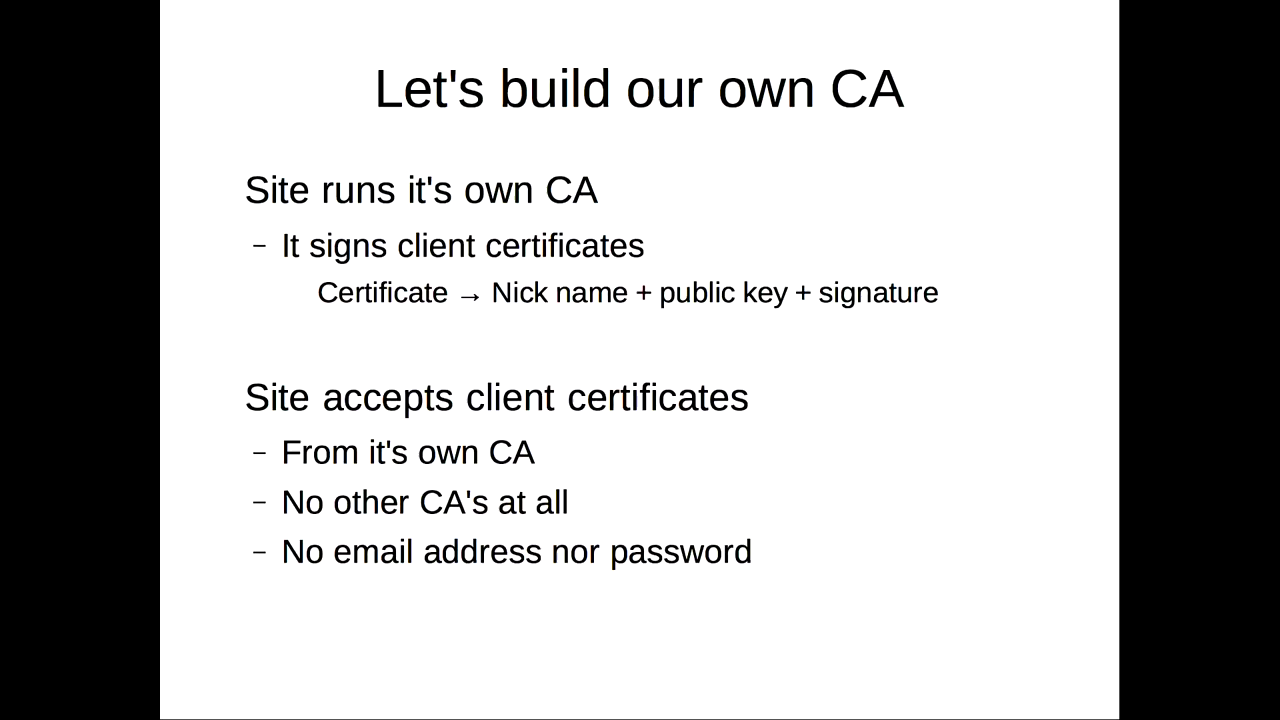 Let's build our own CA
Site runs it's own CA
– It signs client certificates
Certificate → Nick name + public key + signature
Site accepts client certificates
– From it's own CA
– No other CA's at all
– No email address nor password